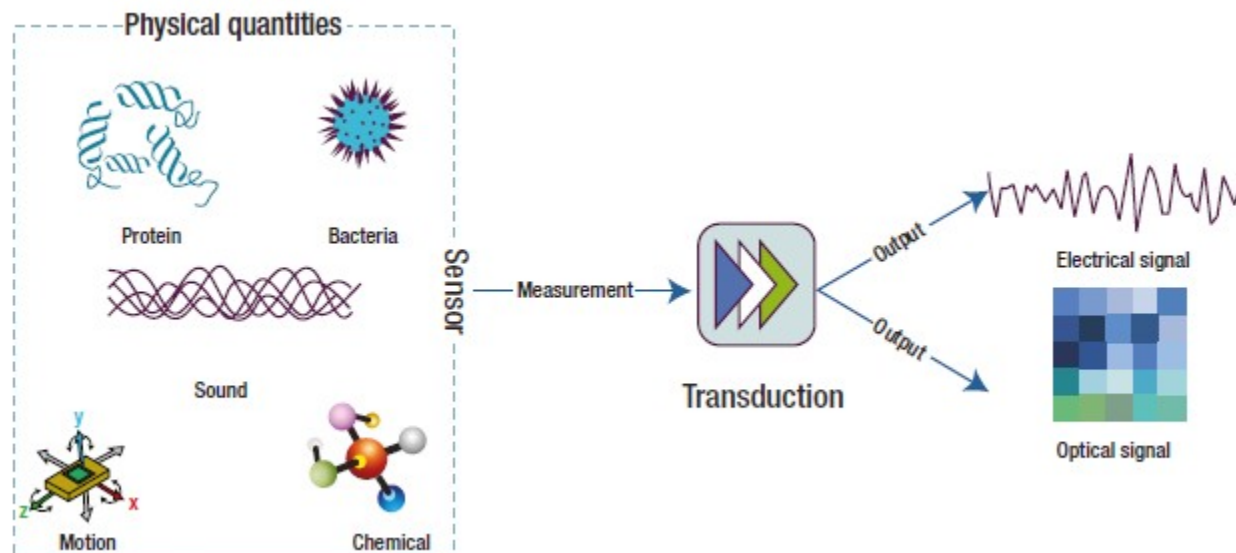 Physical quantities
Protein
Bacteria
Sound
y
x
z
Motion
Chemical
Sensor
Measurement
Transduction
Output
Output
Electrical signal
Optical signal